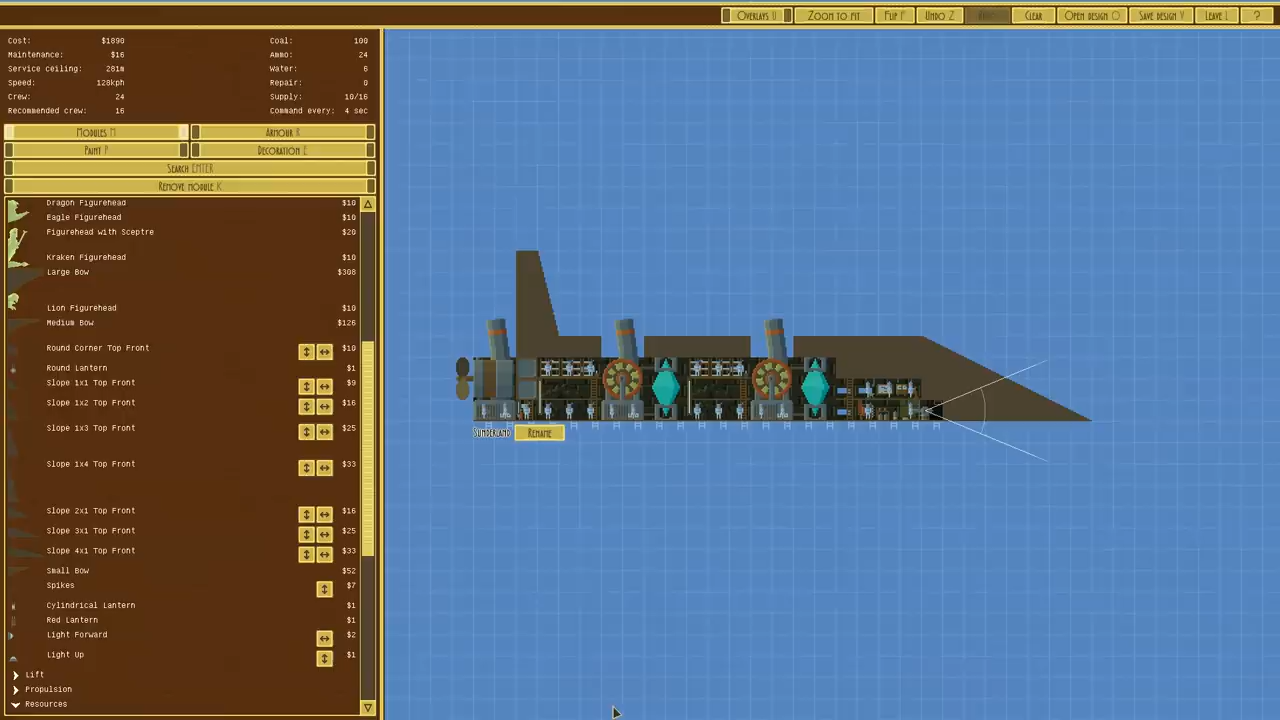 OVERLAYS U ZOOM TO FIT FLIP F UNDO Z CLEAR OPEN DESIGN O SAVE DESIGN V LEAVE L ?
Cost: $1890 Coal: 100
Maintenance: $16 Ammo: 24
Service ceiling: 281m Water: 6
Speed: 128kph Repair: 0
Crew: 24 Supply: 10/16
Recommended crew: 16 Command every: 4 sec
MODULES M ARMOUR R
PAINT P DECORATION I
SEARCH ENTER
REMOVE MODULE K
Dragon Figurehead $10
Eagle Figurehead $10
Figurehead with Sceptre $20
Kraken Figurehead $10
Large Bow $308
Lion Figurehead $10
Medium Bow $126
Round Corner Top Front $10
Round Lantern $1
Slope 1x1 Top Front $9
Slope 1x2 Top Front $16
Slope 1x3 Top Front $25
Slope 1x4 Top Front $33
Slope 2x1 Top Front $16
Slope 3x1 Top Front $25
Slope 4x1 Top Front $33
Small Bow $52
Spikes $7
Cylindrical Lantern $1
Red Lantern $1
Light Forward $2
Light Up $1
Lift
Propulsion
Resources
SUNDERLAND RENAME